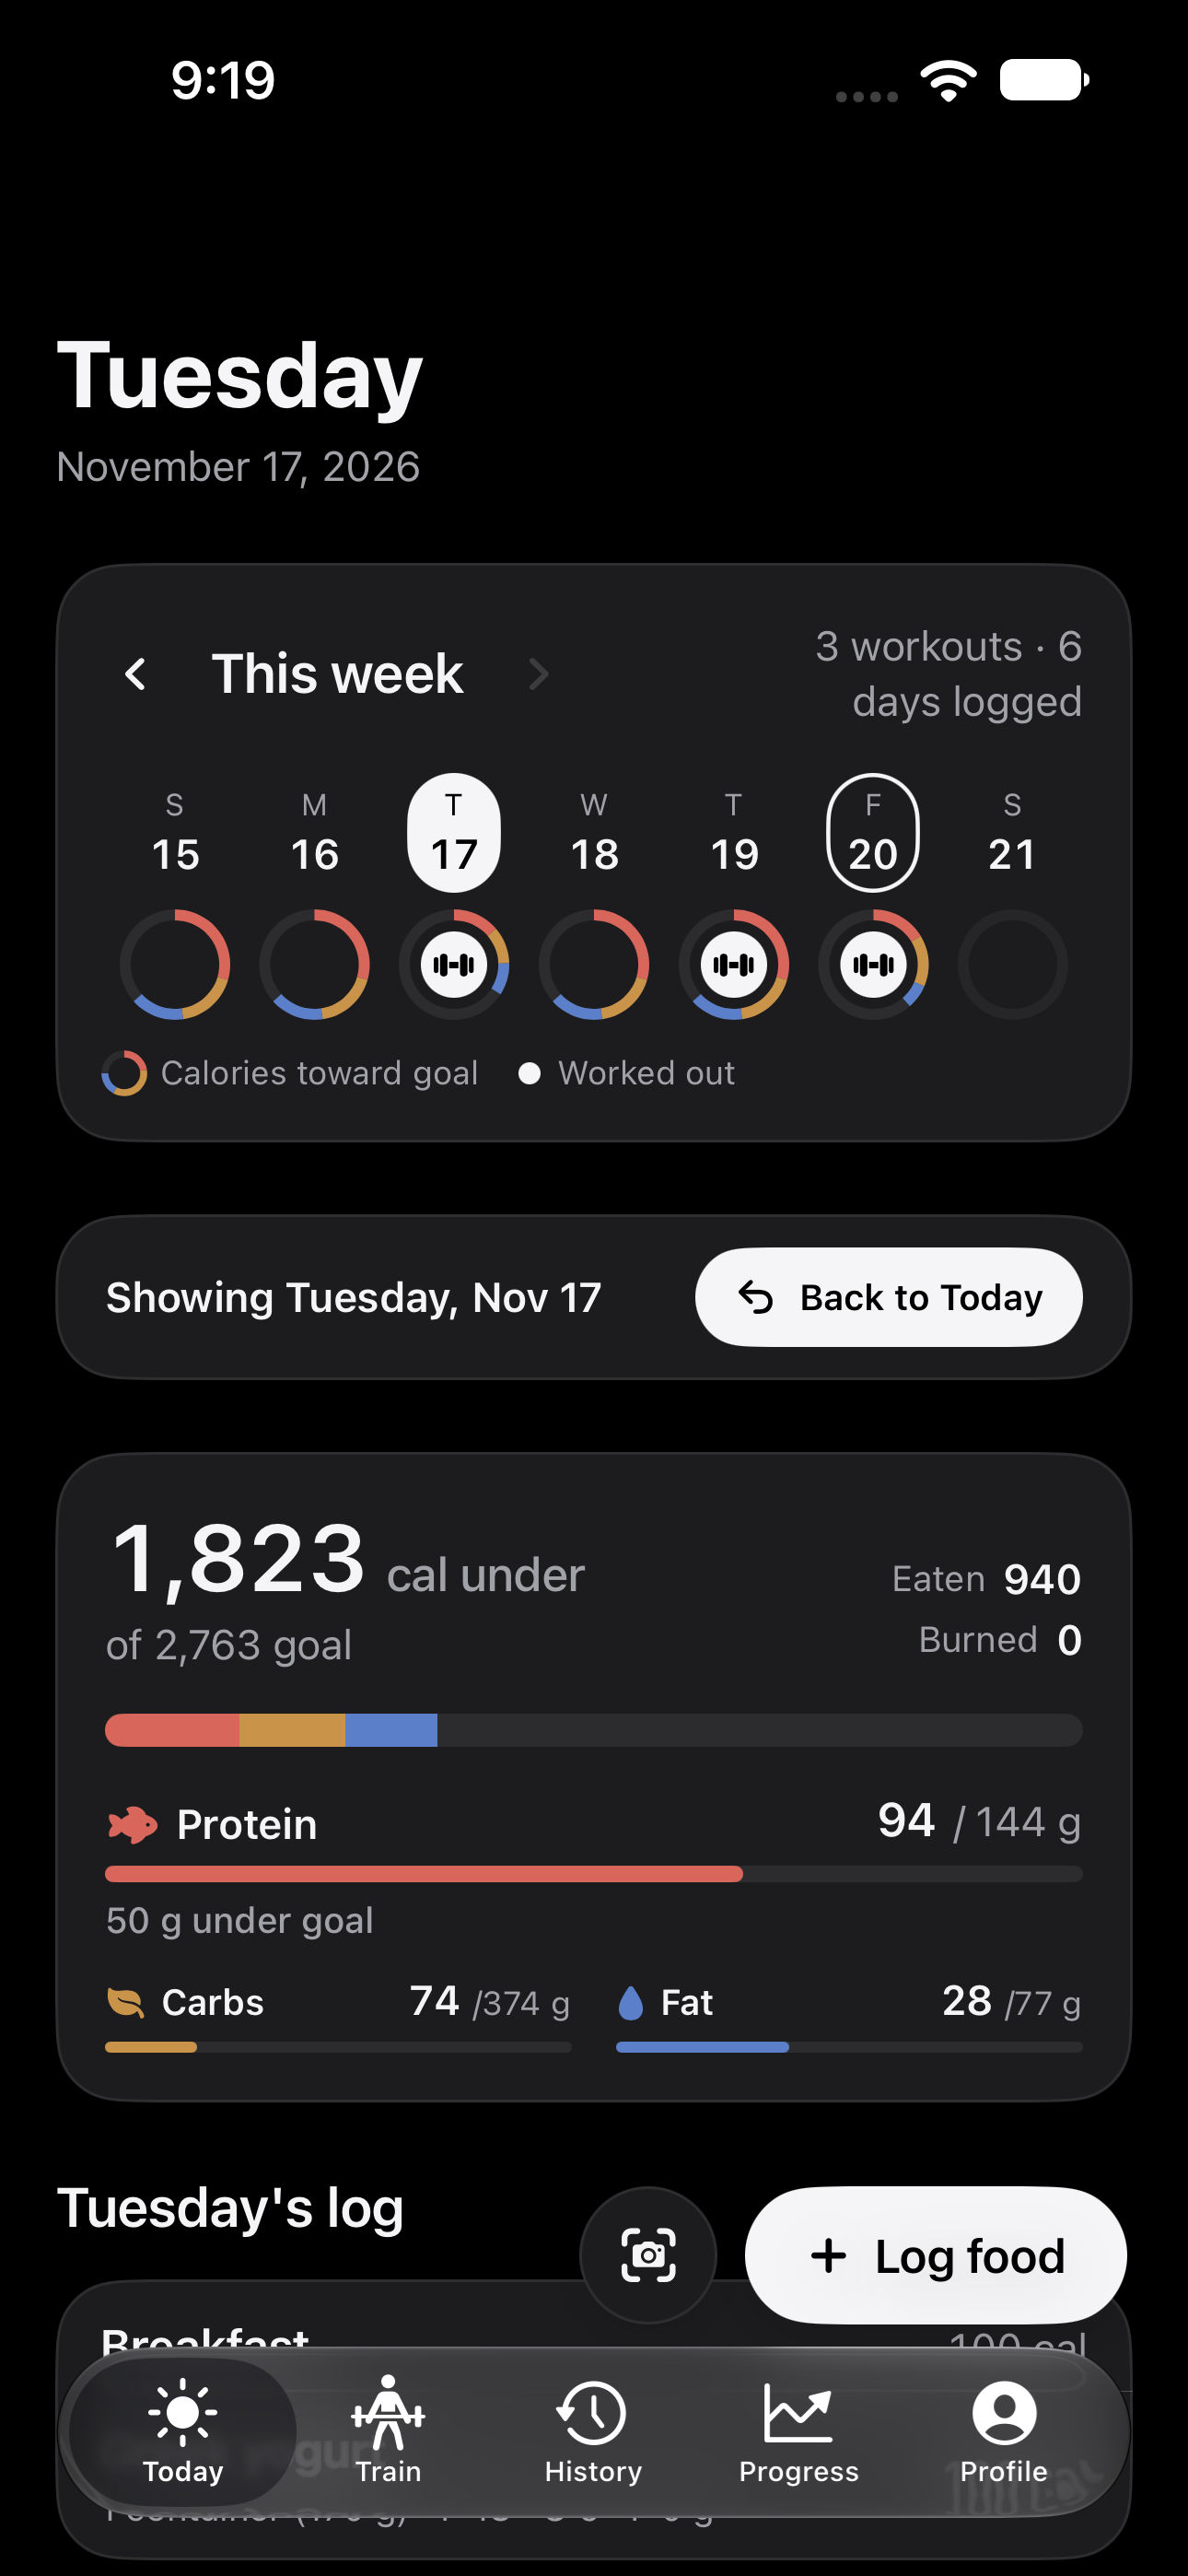 9:19
Tuesday
November 17, 2026
This week
3 workouts · 6
days logged
S M T W T F S
15 16 17 18 19 20 21
Calories toward goal Worked out
Showing Tuesday, Nov 17
Back to Today
1,823 cal under
of 2,763 goal
Eaten 940
Burned 0
Protein 94 / 144 g
50 g under goal
Carbs 74 /374 g
Fat 28 /77 g
Tuesday's log
Log food
Breakfast 100 cal
Today Train History Progress Profile